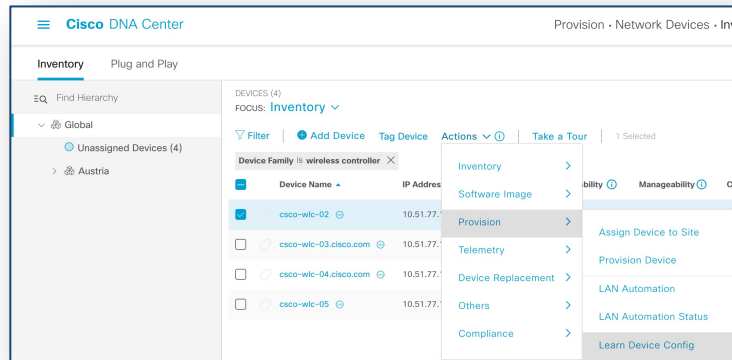 Cisco DNA Center
Provision · Network Devices ·
Inventory Plug and Play
Find Hierarchy
Global
Unassigned Devices (4)
Austria
DEVICES (4)
FOCUS: Inventory
Filter Add Device Tag Device Actions Take a Tour 1 Selected
Device Family is wireless controller
Device Name IP Addres bility Manageability C
csco-wlc-02 10.51.77.
csco-wlc-03.cisco.com 10.51.77.
csco-wlc-04.cisco.com 10.51.77.
csco-wlc-05 10.51.77.
Inventory
Software Image
Provision
Telemetry
Device Replacement
Others
Compliance
Assign Device to Site
Provision Device
LAN Automation
LAN Automation Status
Learn Device Config